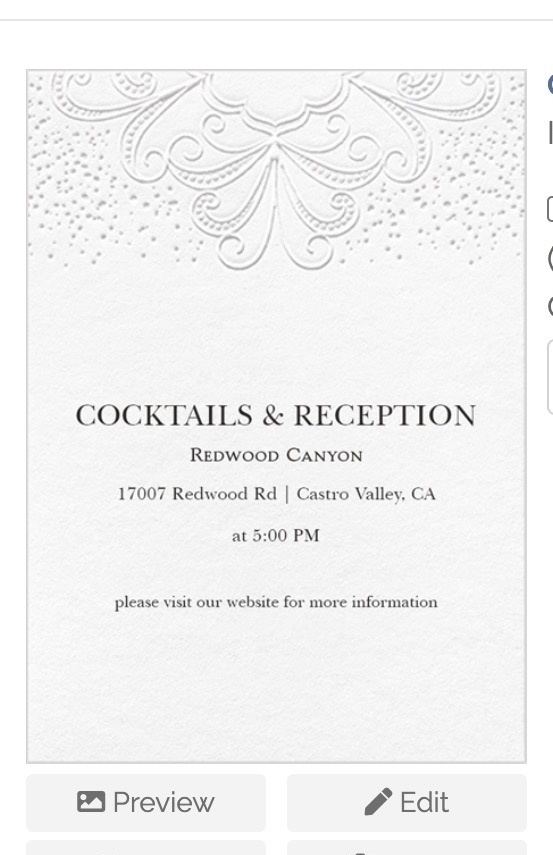 COCKTAILS & RECEPTION
Redwood Canyon
17007 Redwood Rd | Castro Valley, CA
at 5:00 PM
please visit our website for more information
Preview
Edit